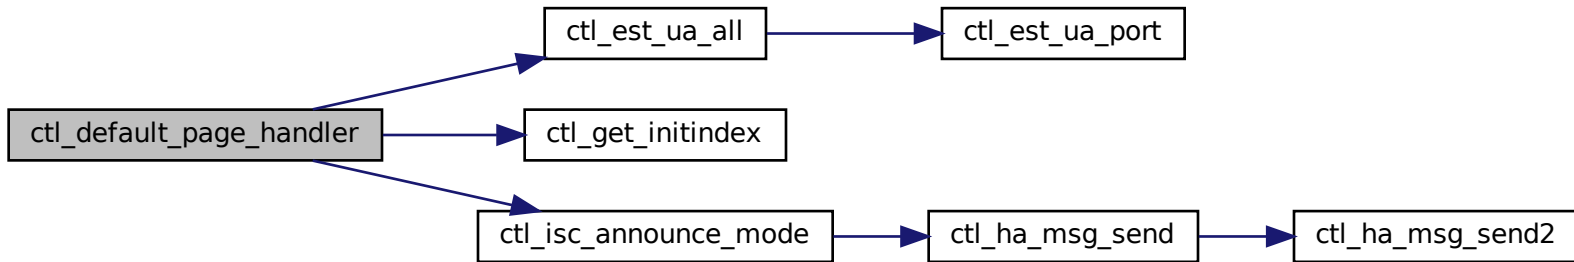 ctl_est_ua_all
ctl_est_ua_port
ctl_default_page_handler
ctl_get_initindex
ctl_isc_announce_mode
ctl_ha_msg_send
ctl_ha_msg_send2